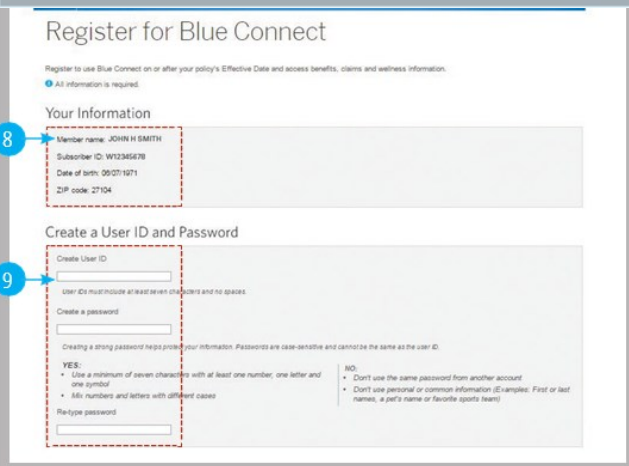 Register for Blue Connect
Register to use Blue Connect on or after your policy's Effective Date and access benefits, claims and wellness information.
All information is required.
Your Information
8
Member name: JOHN H SMITH
Subscriber ID: W12345678
Date of birth: 06/07/1971
ZIP code: 27104
Create a User ID and Password
Create User ID
9
User IDs must include at least seven characters and no spaces.
Create a password
Creating a strong password helps protect your information. Passwords are case-sensitive and cannot be the same as the user ID.
YES:
• Use a minimum of seven characters with at least one number, one letter and
one symbol
• Mix numbers and letters with different cases
NO:
• Don't use the same password from another account
• Don't use personal or common information (Examples: First or last
names, a pet's name or favorite sports team)
Re-type password